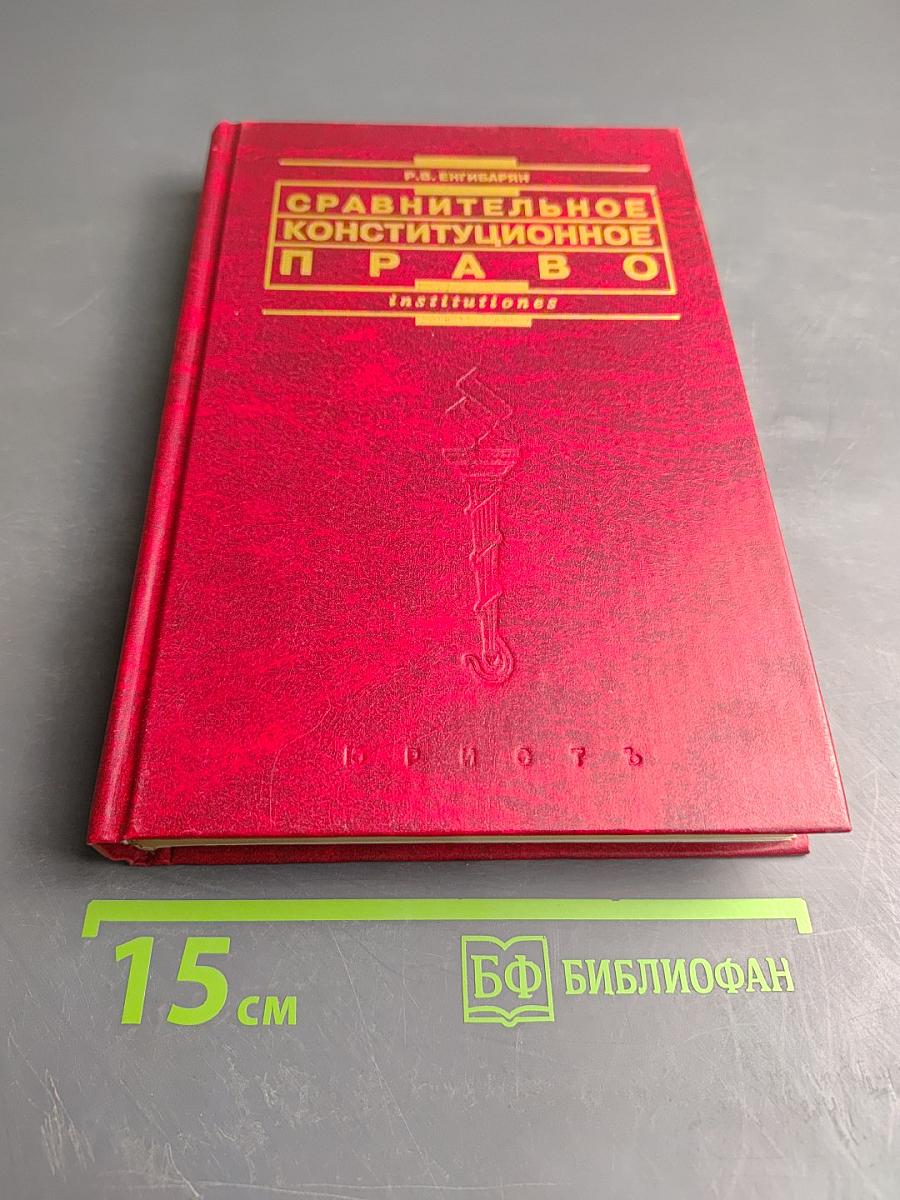 Р.В. ЕНГИБАРЯН
СРАВНИТЕЛЬНОЕ
КОНСТИТУЦИОННОЕ
ПРАВО
institutiones
ЮРИСТЪ
15 см
БФ БИБЛИОФАН